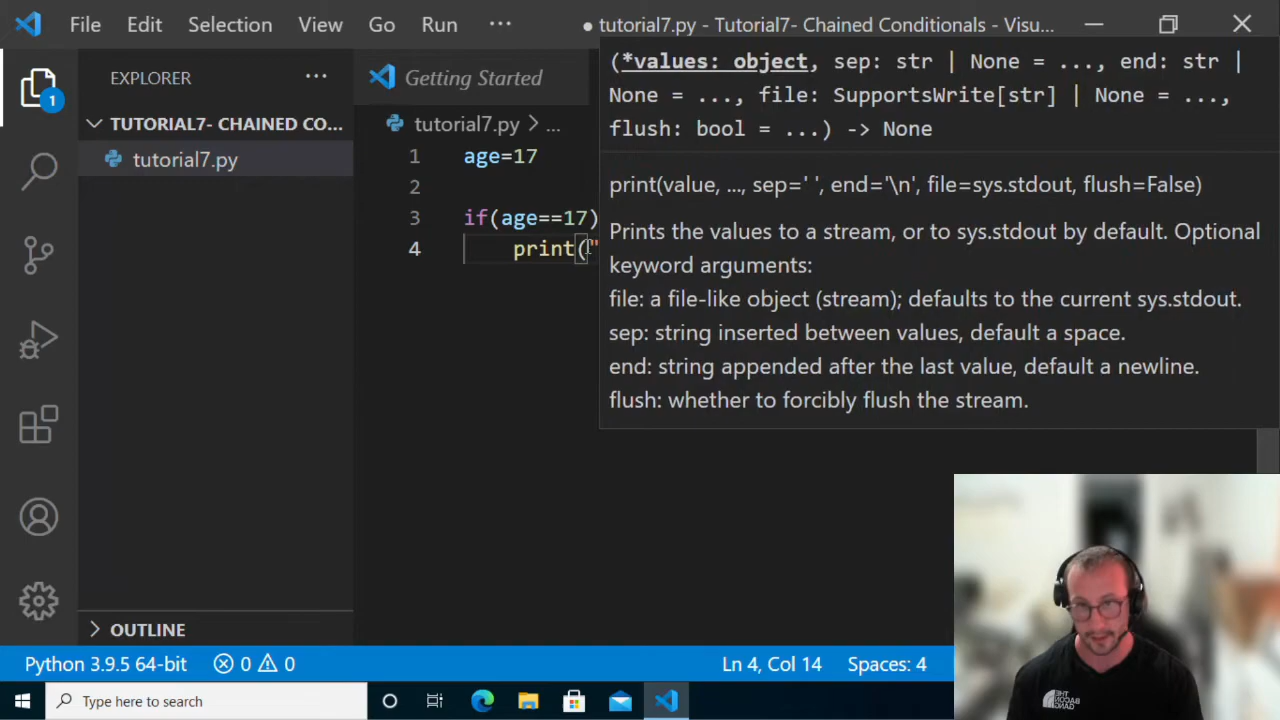 File Edit Selection View Go Run ···
● tutorial7.py - Tutorial7- Chained Conditionals - Visu...
EXPLORER ···
1
TUTORIAL7- CHAINED CO...
tutorial7.py
Getting Started
tutorial7.py > ...
1 age=17
2
3 if(age==17)
4 print("
(*values: object, sep: str | None = ..., end: str |
None = ..., file: SupportsWrite[str] | None = ...,
flush: bool = ...) -> None
print(value, ..., sep=' ', end='\n', file=sys.stdout, flush=False)
Prints the values to a stream, or to sys.stdout by default. Optional
keyword arguments:
file: a file-like object (stream); defaults to the current sys.stdout.
sep: string inserted between values, default a space.
end: string appended after the last value, default a newline.
flush: whether to forcibly flush the stream.
OUTLINE
Python 3.9.5 64-bit 0 0 Ln 4, Col 14 Spaces: 4
Type here to search
THE
BACON
GANG